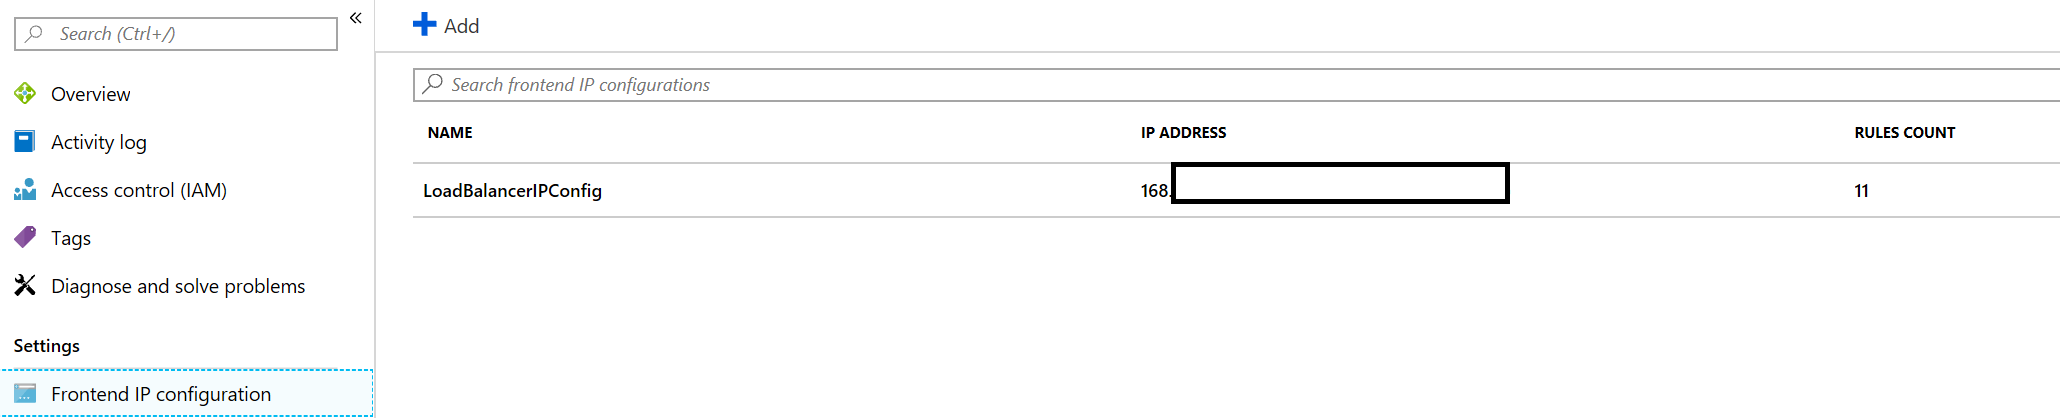 Search (Ctrl+/)
«
Overview
Activity log
Access control (IAM)
Tags
Diagnose and solve problems
Settings
Frontend IP configuration
Add
Search frontend IP configurations
NAME IP ADDRESS RULES COUNT
LoadBalancerIPConfig 168. 11